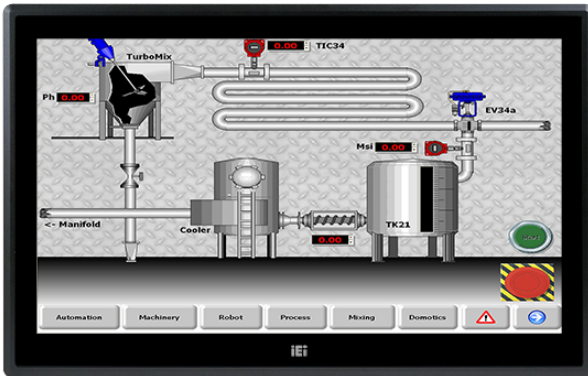 TurboMix
0.00 TIC34
Ph 0.00
EV34a
Msi 0.00
<- Manifold
Cooler
0.00
TK21
Automation
Machinery
Robot
Process
Mixing
Domotics
iEi